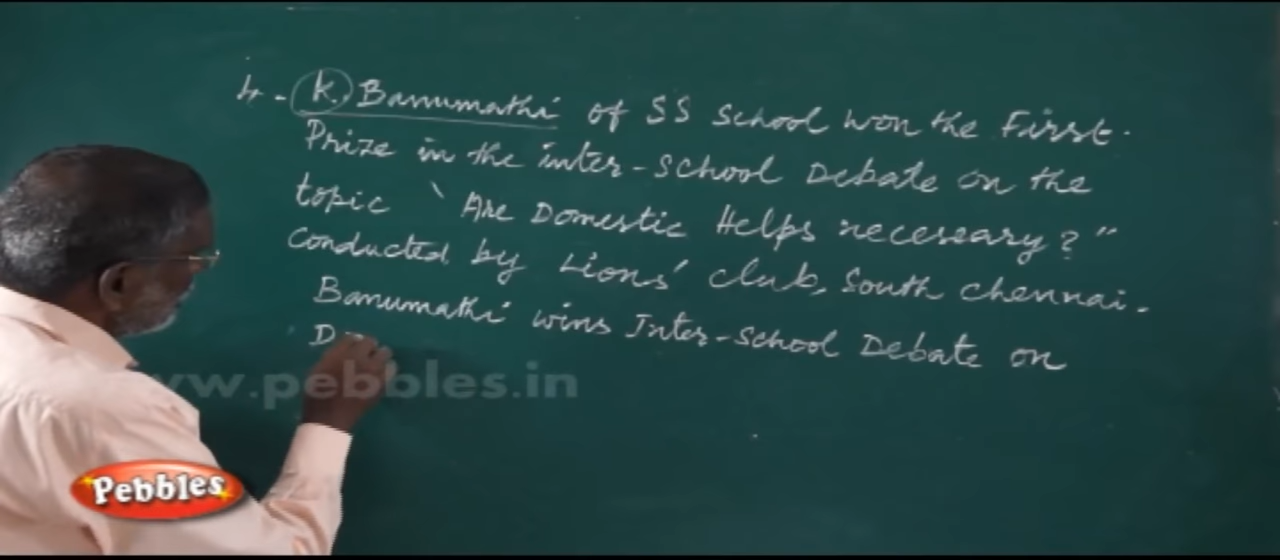 4. K. Banumathi of SS School won the First
Prize in the inter-School Debate on the
topic ‵Are Domestic Helps necessary?"
conducted by Lions' club, South Chennai.
Banumathi wins Inter-School Debate on
D
www.pebbles.in
Pebbles